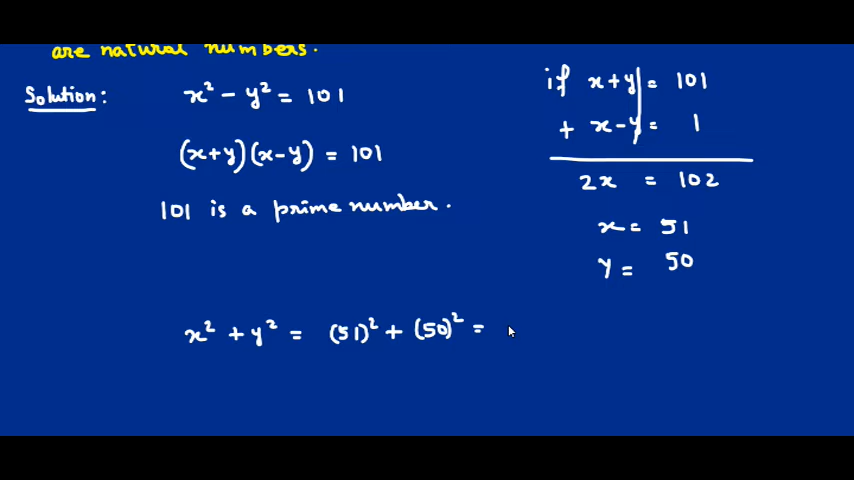 are natural numbers.
Solution:
x² - y² = 101
(x+y)(x-y) = 101
101 is a prime number.
if x+y = 101
+ x-y = 1
2x = 102
x = 51
y = 50
x² + y² = (51)² + (50)² =